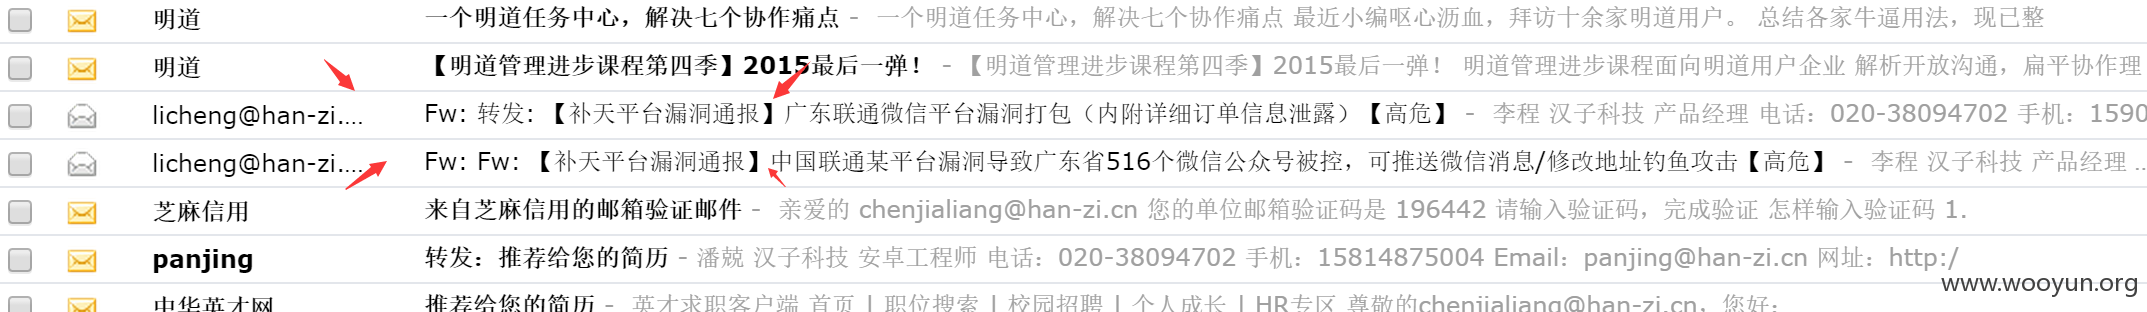 明道 一个明道任务中心，解决七个协作痛点 - 一个明道任务中心，解决七个协作痛点 最近小编呕心沥血，拜访十余家明道用户。 总结各家牛逼用法，现已整
明道 【明道管理进步课程第四季】2015最后一弹！ - 【明道管理进步课程第四季】2015最后一弹！ 明道管理进步课程面向明道用户企业 解析开放沟通，扁平协作理
licheng@han-zi.... Fw: 转发: 【补天平台漏洞通报】广东联通微信平台漏洞打包（内附详细订单信息泄露）【高危】 - 李程 汉子科技 产品经理 电话：020-38094702 手机：1590
licheng@han-zi.... Fw: Fw: 【补天平台漏洞通报】中国联通某平台漏洞导致广东省516个微信公众号被控，可推送微信消息/修改地址钓鱼攻击【高危】 - 李程 汉子科技 产品经理 ...
芝麻信用 来自芝麻信用的邮箱验证邮件 - 亲爱的 chenjialiang@han-zi.cn 您的单位邮箱验证码是 196442 请输入验证码，完成验证 怎样输入验证码 1.
panjing 转发：推荐给您的简历 - 潘兢 汉子科技 安卓工程师 电话：020-38094702 手机：15814875004 Email：panjing@han-zi.cn 网址：http:/
中华英才网 推荐给您的简历 - 英才求职客户端 首页 | 职位搜索 | 校园招聘 | 个人成长 | HR专区 尊敬的chenjialiang@han-zi.cn，您好：
www.wooyun.org